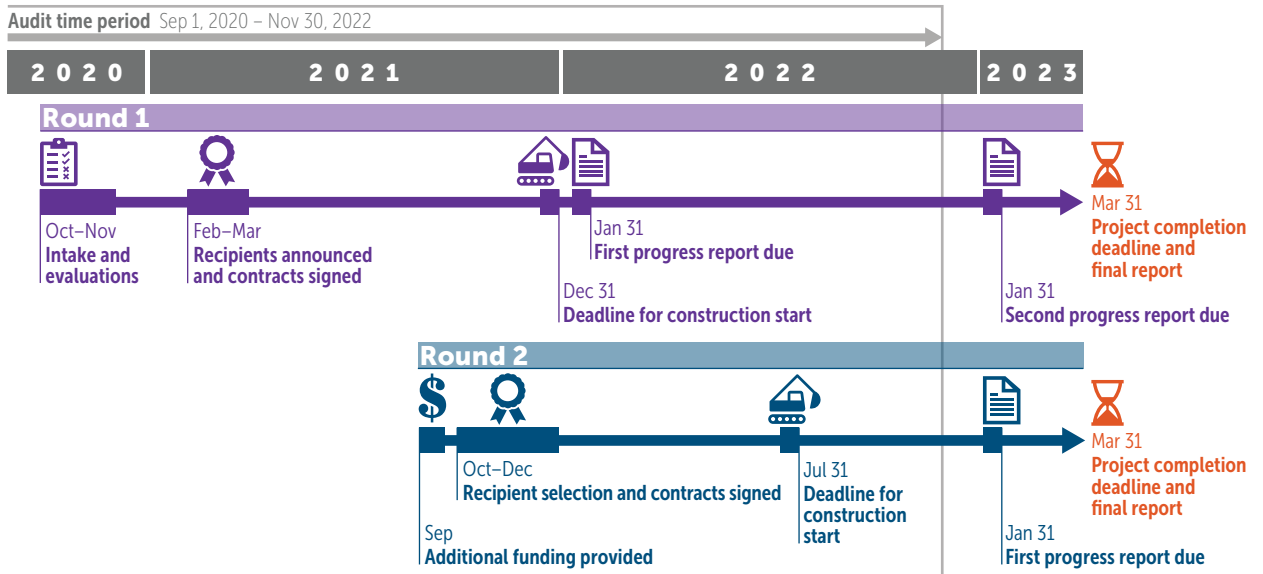 Audit time period Sep 1, 2020 – Nov 30, 2022
2020 2021 2022 2023
Round 1
Oct–Nov
Intake and
evaluations
Feb–Mar
Recipients announced
and contracts signed
Jan 31
First progress report due
Dec 31
Deadline for construction start
Mar 31
Project completion
deadline and
final report
Jan 31
Second progress report due
Round 2
$
Oct–Dec
Recipient selection and contracts signed
Sep
Additional funding provided
Jul 31
Deadline for
construction
start
Mar 31
Project completion
deadline and
final report
Jan 31
First progress report due